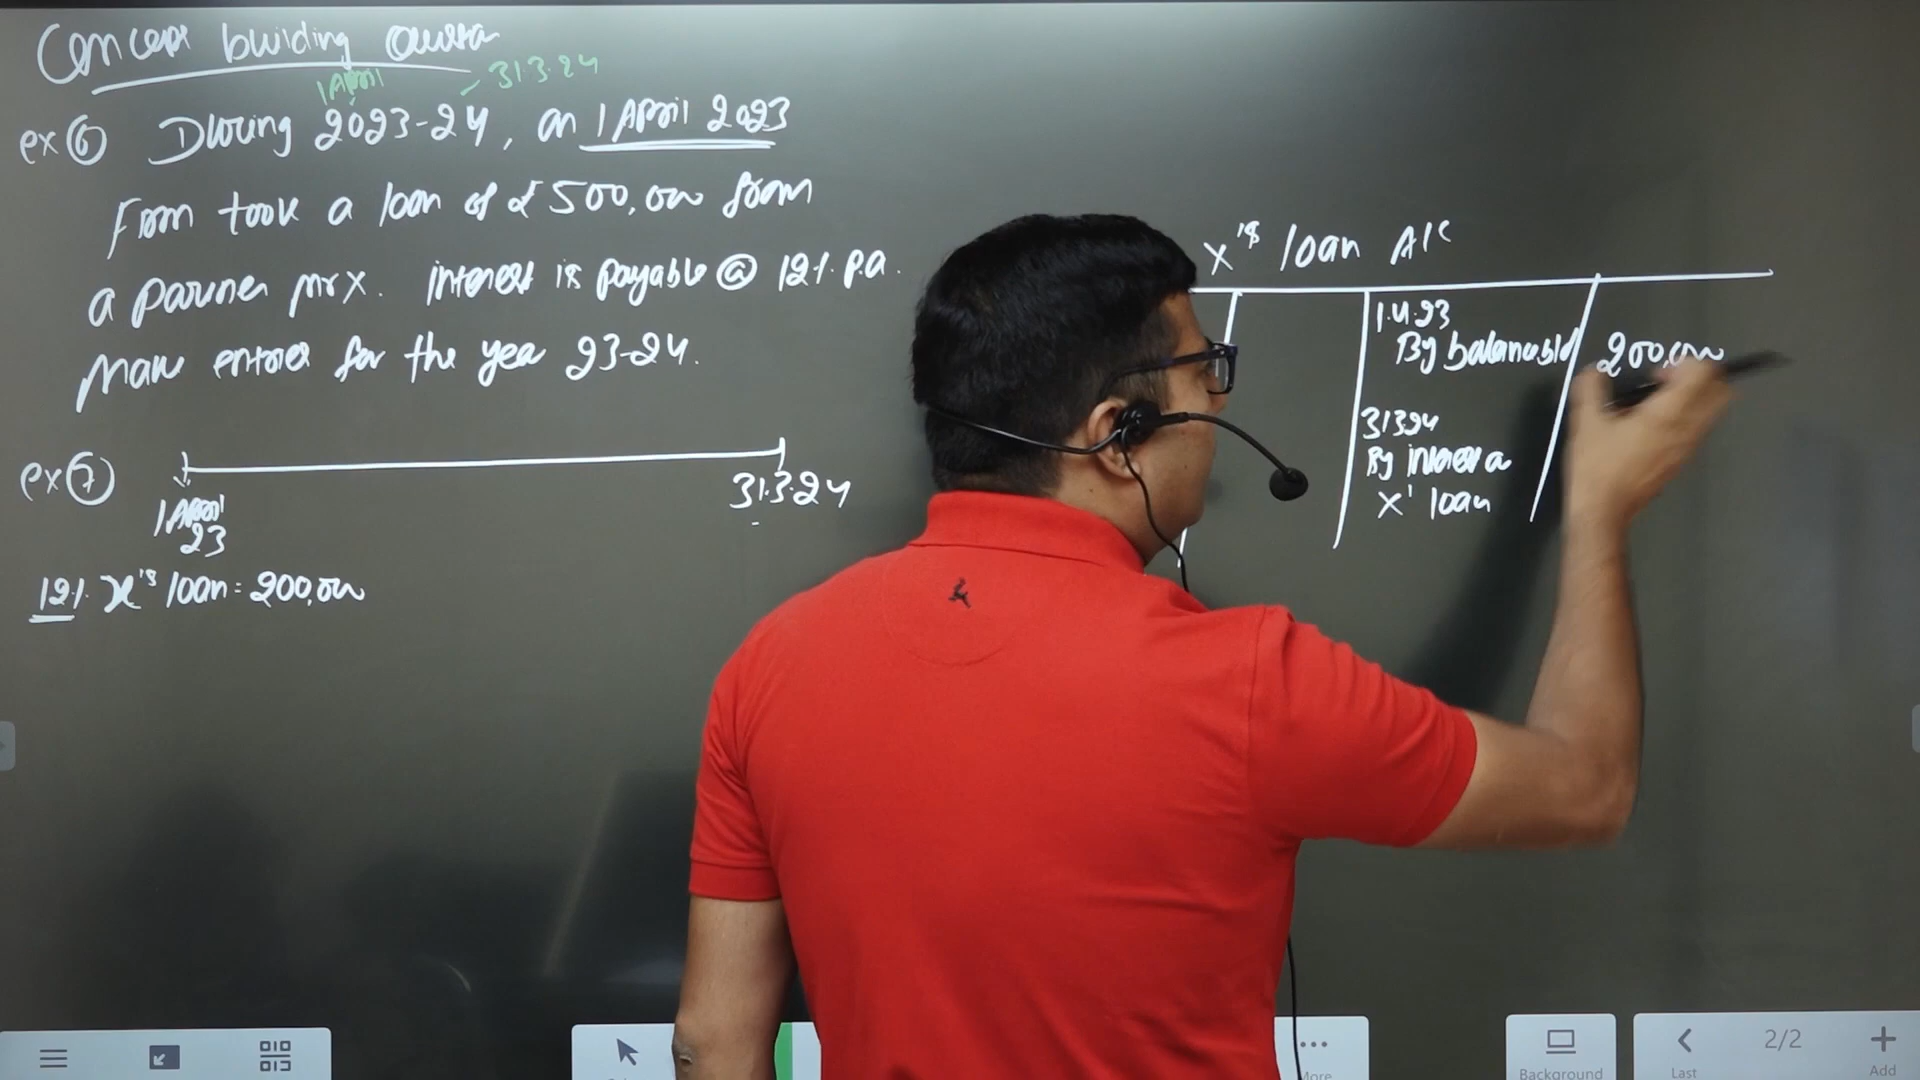 Concept building Question
1 April
31.3.24
ex 6 During 2023-24, on 1 April 2023
Firm took a loan of ₹ 500,000 from
a partner mr X. interest is payable @ 12%. p.a.
Make entries for the year 23-24.
ex 7
1 April
23
31.3.24
12%. X's loan = 200,000
X's loan A/c
1.4.23
By balance b/d 200,000
31 3 24
By interest on
X' loan
More
Background
Last
2/2
Add